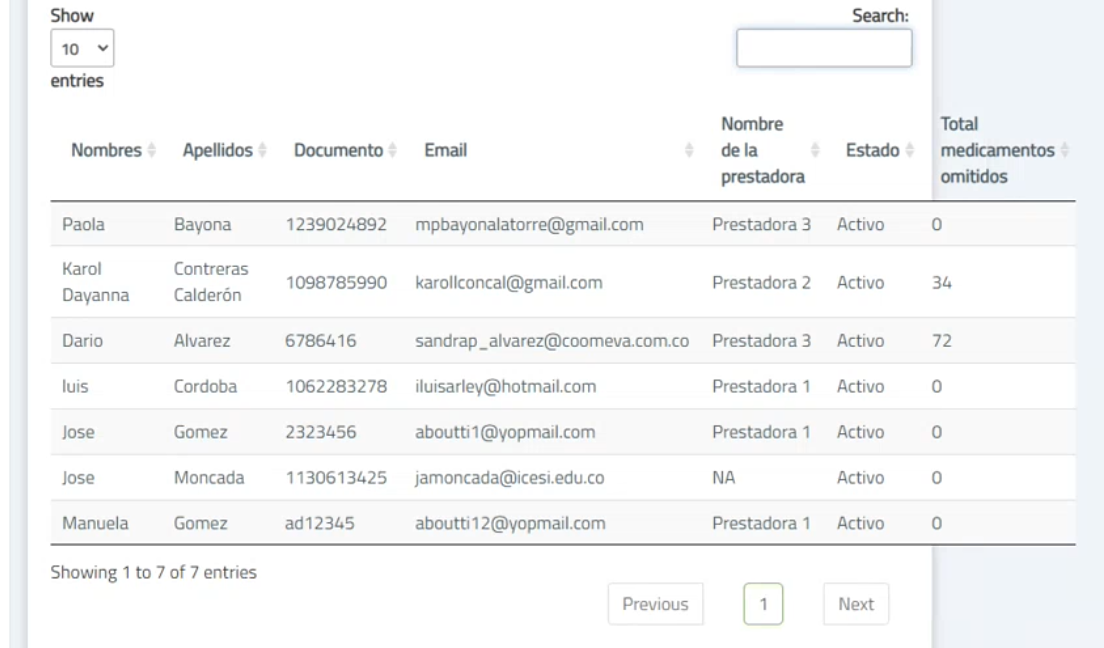 Show
Search:
10
entries
Nombres Apellidos Documento Email Nombre de la prestadora Estado Total medicamentos omitidos
Paola Bayona 1239024892 mpbayonalatorre@gmail.com Prestadora 3 Activo 0
Karol Dayanna Contreras Calderón 1098785990 karollconcal@gmail.com Prestadora 2 Activo 34
Dario Alvarez 6786416 sandrap_alvarez@coomeva.com.co Prestadora 3 Activo 72
luis Cordoba 1062283278 iluisarley@hotmail.com Prestadora 1 Activo 0
Jose Gomez 2323456 aboutti1@yopmail.com Prestadora 1 Activo 0
Jose Moncada 1130613425 jamoncada@icesi.edu.co NA Activo 0
Manuela Gomez ad12345 aboutti12@yopmail.com Prestadora 1 Activo 0
Showing 1 to 7 of 7 entries
Previous 1 Next